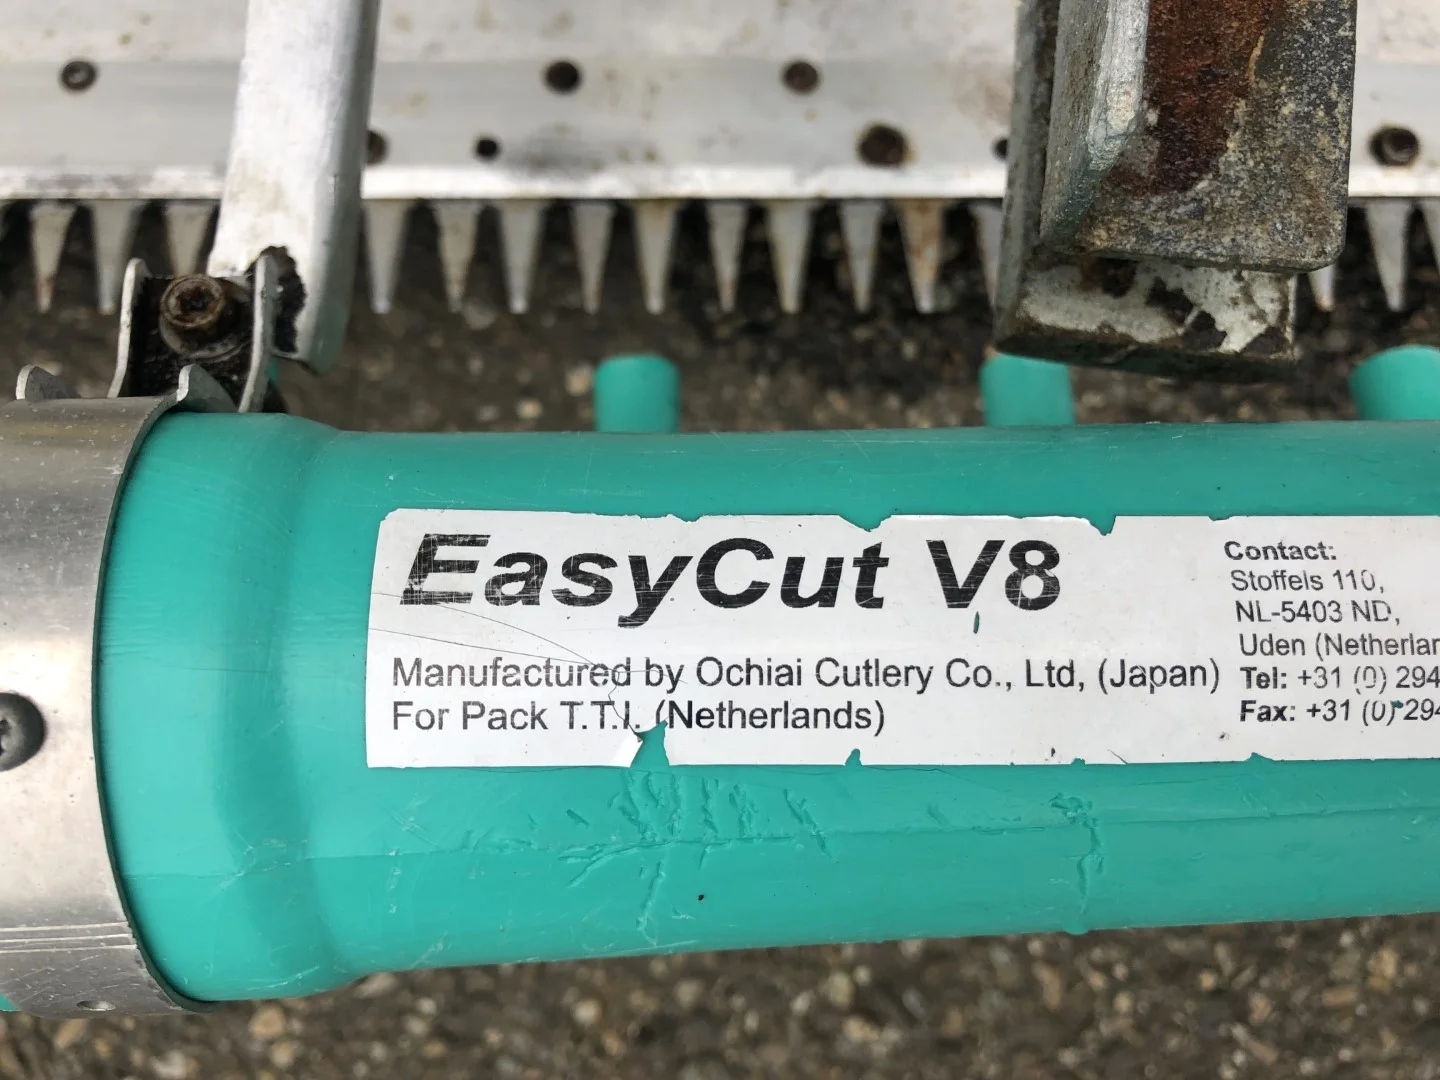 EasyCut V8
Manufactured by Ochiai Cutlery Co., Ltd, (Japan)
For Pack T.T.I. (Netherlands)
Contact:
Stoffels 110,
NL-5403 ND,
Uden (Netherlan
Tel: +31 (0) 294
Fax: +31 (0) 294